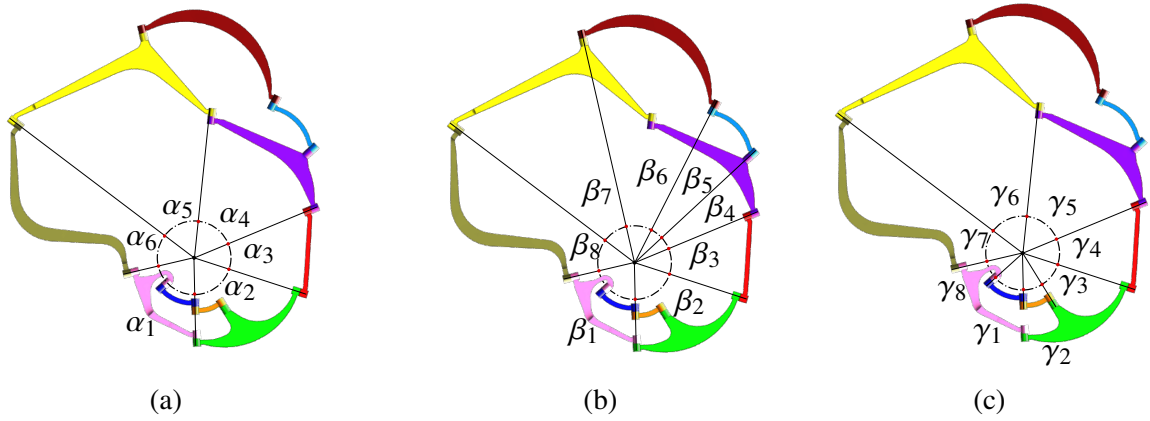 α5 α4
α6 α3
α2
α1
(a)
β6 β5
β7 β4
β8 β3
β2
β1
(b)
γ6 γ5
γ7 γ4
γ8 γ3
γ1 γ2
(c)